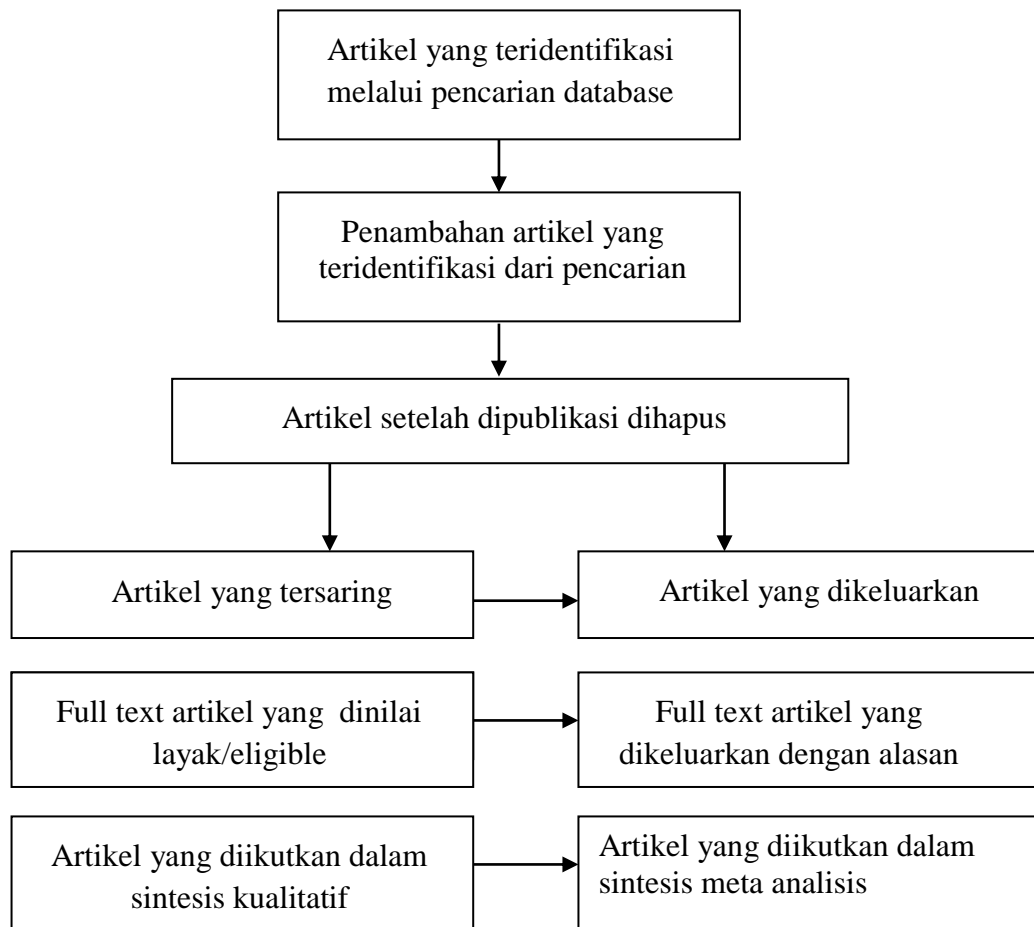 Artikel yang teridentifikasi
melalui pencarian database
Penambahan artikel yang
teridentifikasi dari pencarian
Artikel setelah dipublikasi dihapus
Artikel yang tersaring
Artikel yang dikeluarkan
Full text artikel yang dinilai
layak/eligible
Full text artikel yang
dikeluarkan dengan alasan
Artikel yang diikutkan dalam
sintesis kualitatif
Artikel yang diikutkan dalam
sintesis meta analisis